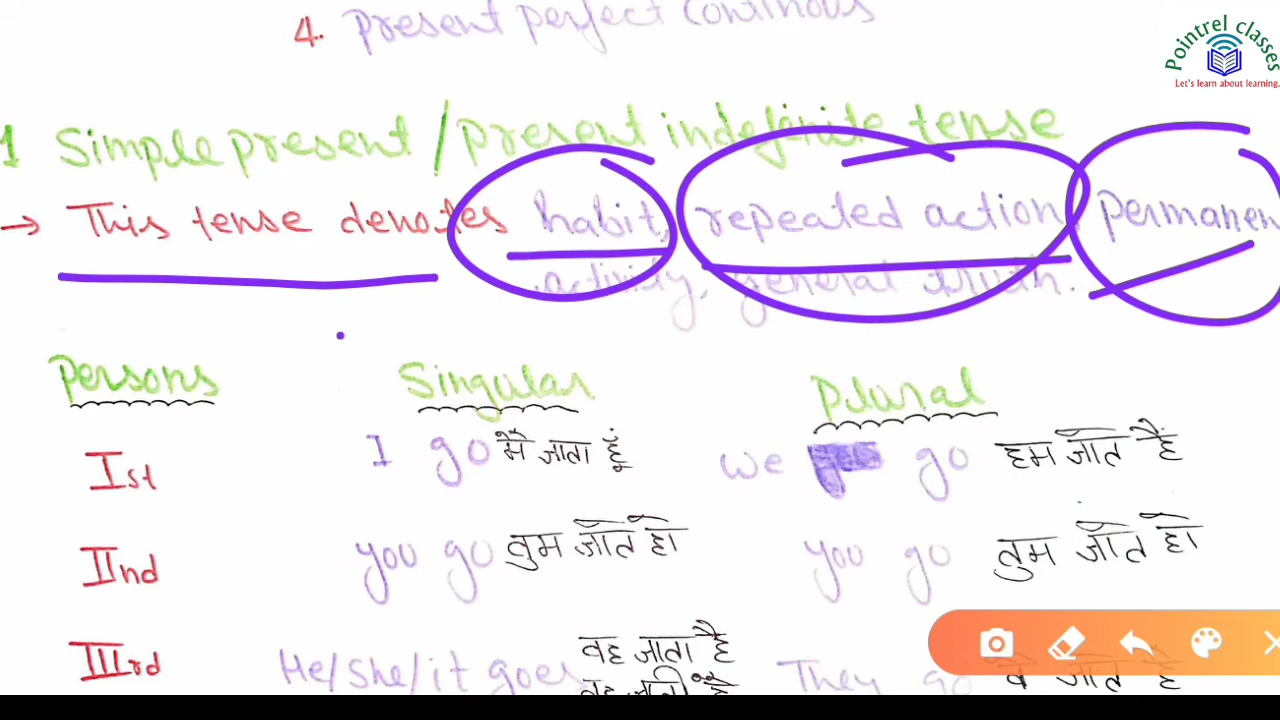 4. Present perfect continous
Pointrel classes
Let's learn about learning.
1 Simple present / present indefinite tense
→ This tense denotes habit, repeated action, permanen
activity, general truth.
Persons Singular Plural
Ist I go मैं जाता हूं We go हम जाते हैं
IInd you go तुम जाते हो you go तुम जाते हो
IIIrd He/She/it goes वह जाता है They go वे जाते हैं
वह जाती है